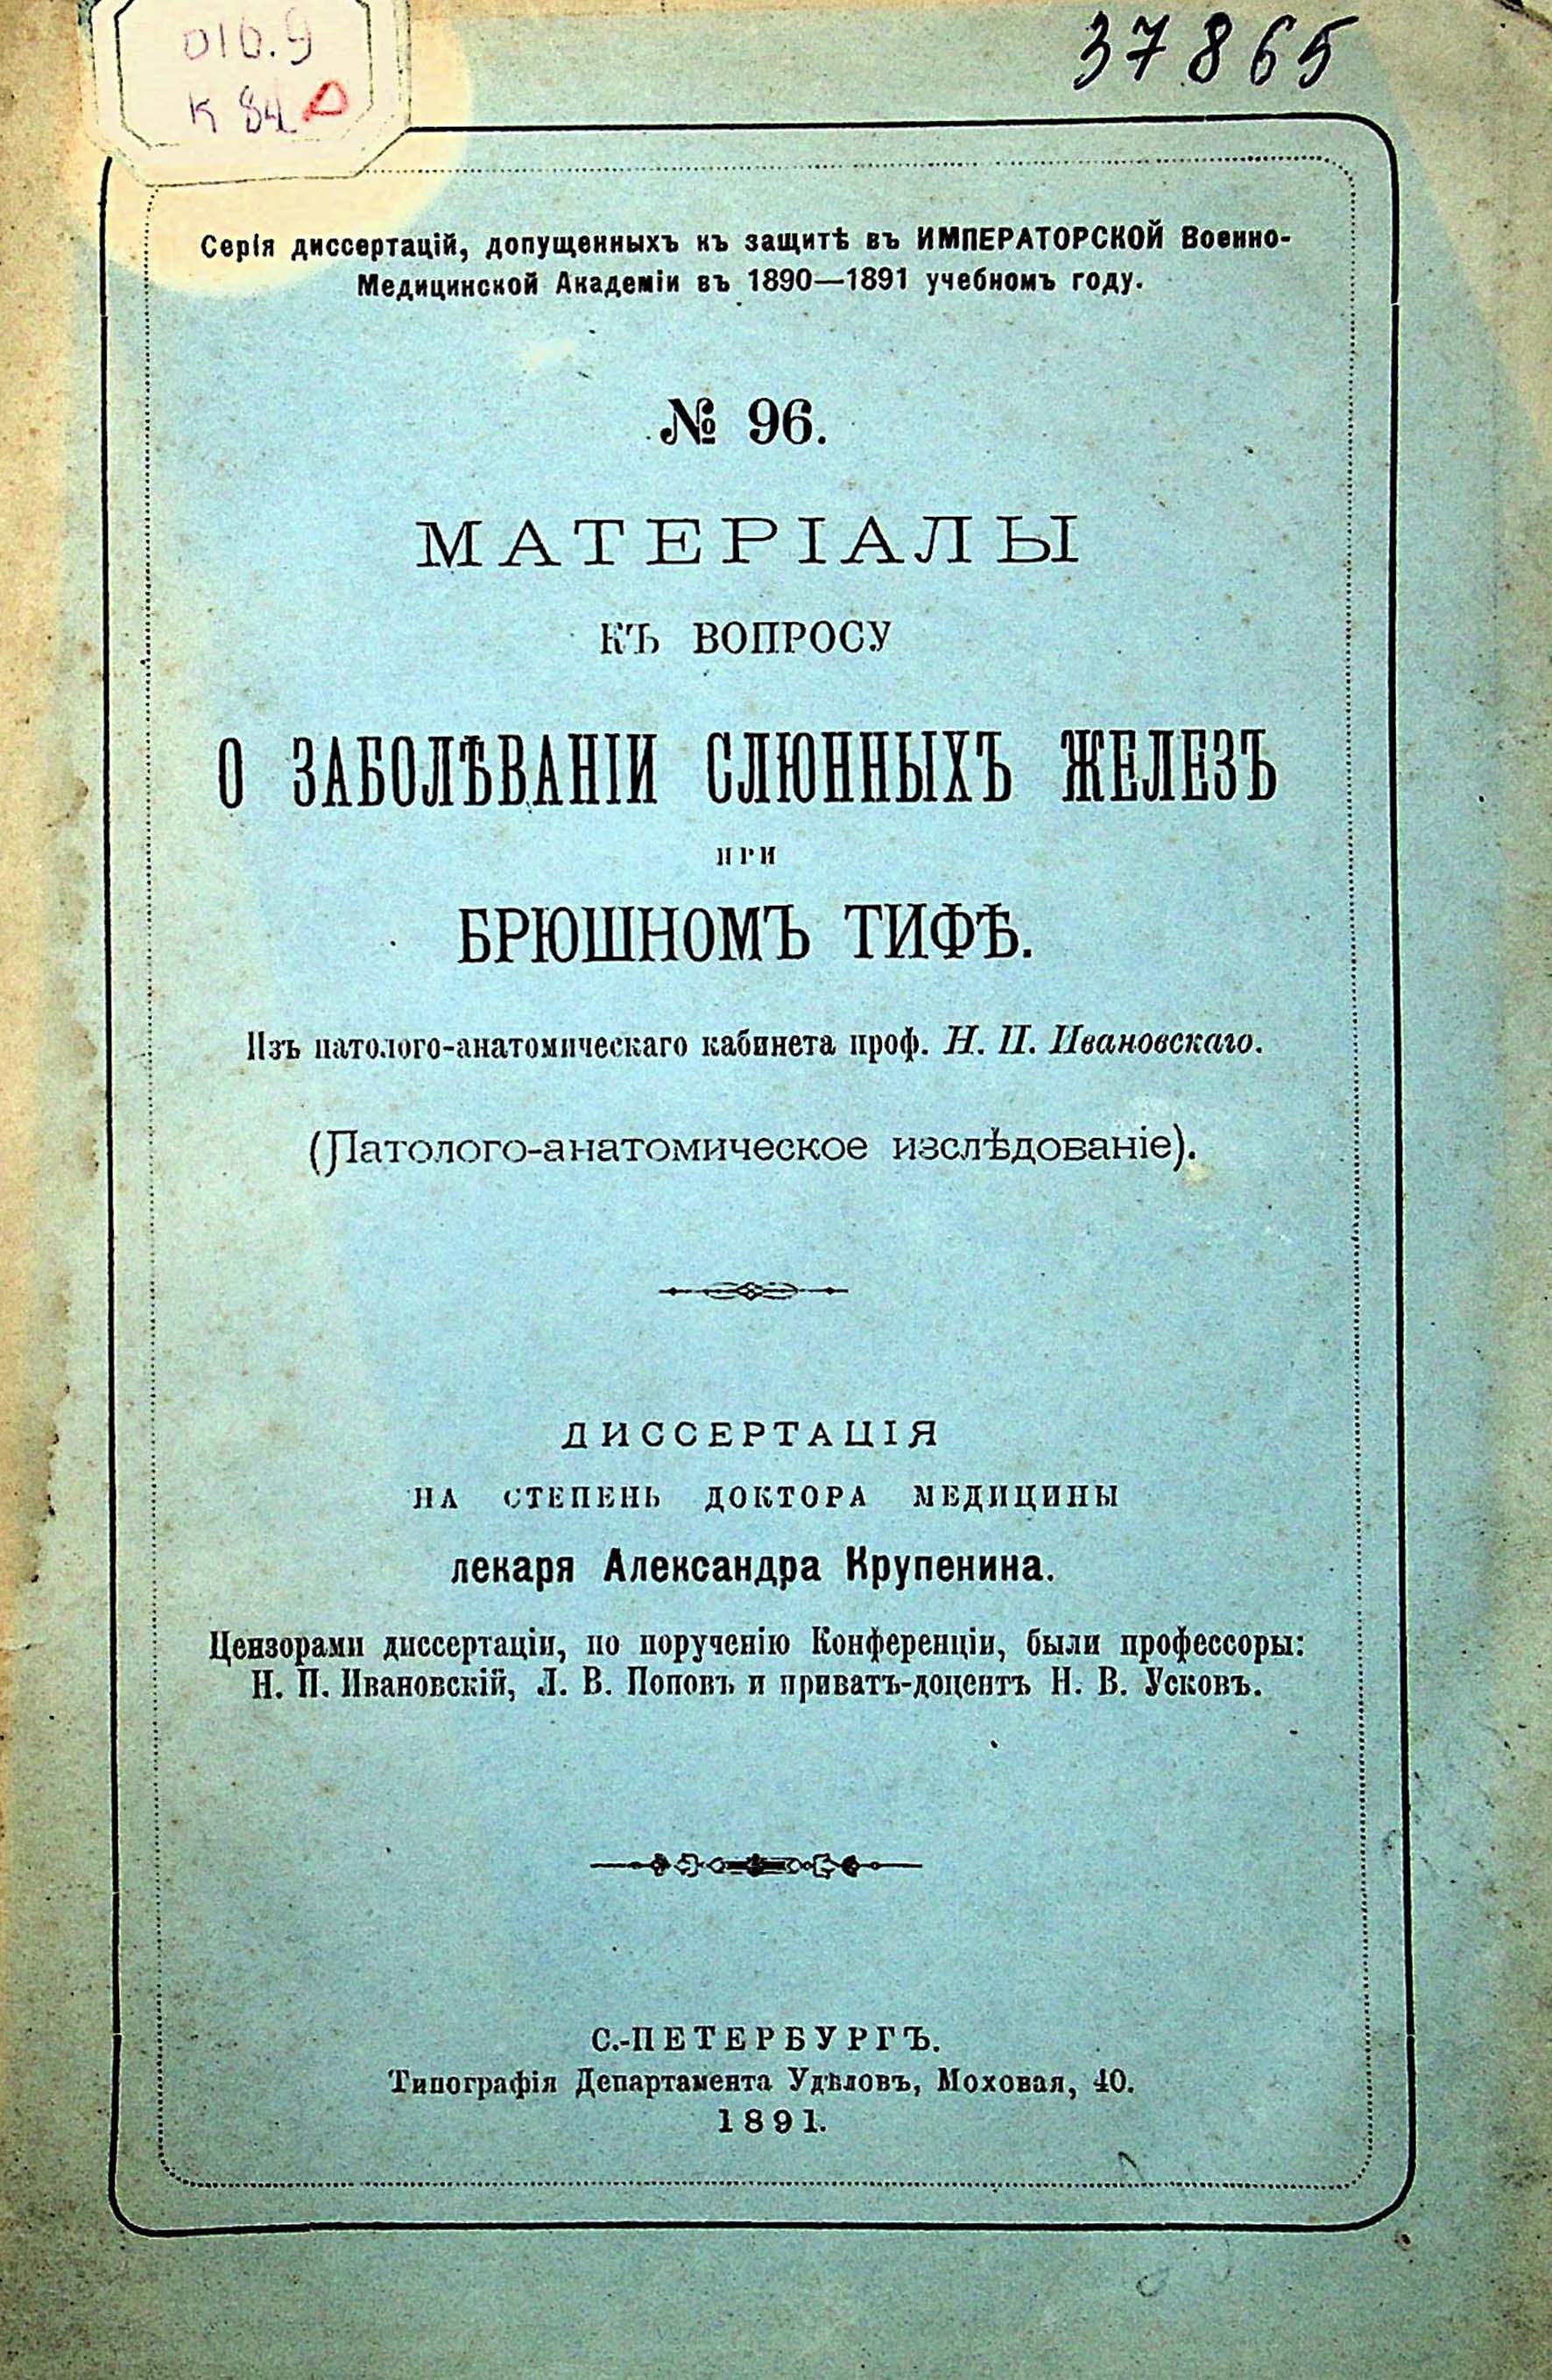 37865
К 84
Серія диссертацій, допущенныхъ къ защитѣ въ ИМПЕРАТОРСКОЙ Военно-
Медицинской Академіи въ 1890—1891 учебномъ году.
№ 96.
МАТЕРІАЛЫ
КЪ ВОПРОСУ
О ЗАБОЛѢВАНІИ СЛЮННЫХЪ ЖЕЛЕЗЪ
ПРИ
БРЮШНОМЪ ТИФѢ.
Изъ патолого-анатомическаго кабинета проф. Н. П. Ивановскаго.
(Патолого-анатомическое изслѣдованіе).
ДИССЕРТАЦІЯ
НА СТЕПЕНЬ ДОКТОРА МЕДИЦИНЫ
лекаря Александра Крупенина.
Цензорами диссертаціи, по порученію Конференціи, были профессоры:
Н. П. Ивановскій, Л. В. Поповъ и приватъ-доцентъ Н. В. Усковъ.
С.-ПЕТЕРБУРГЪ.
Типографія Департамента Удѣловъ, Моховая, 40.
1891.